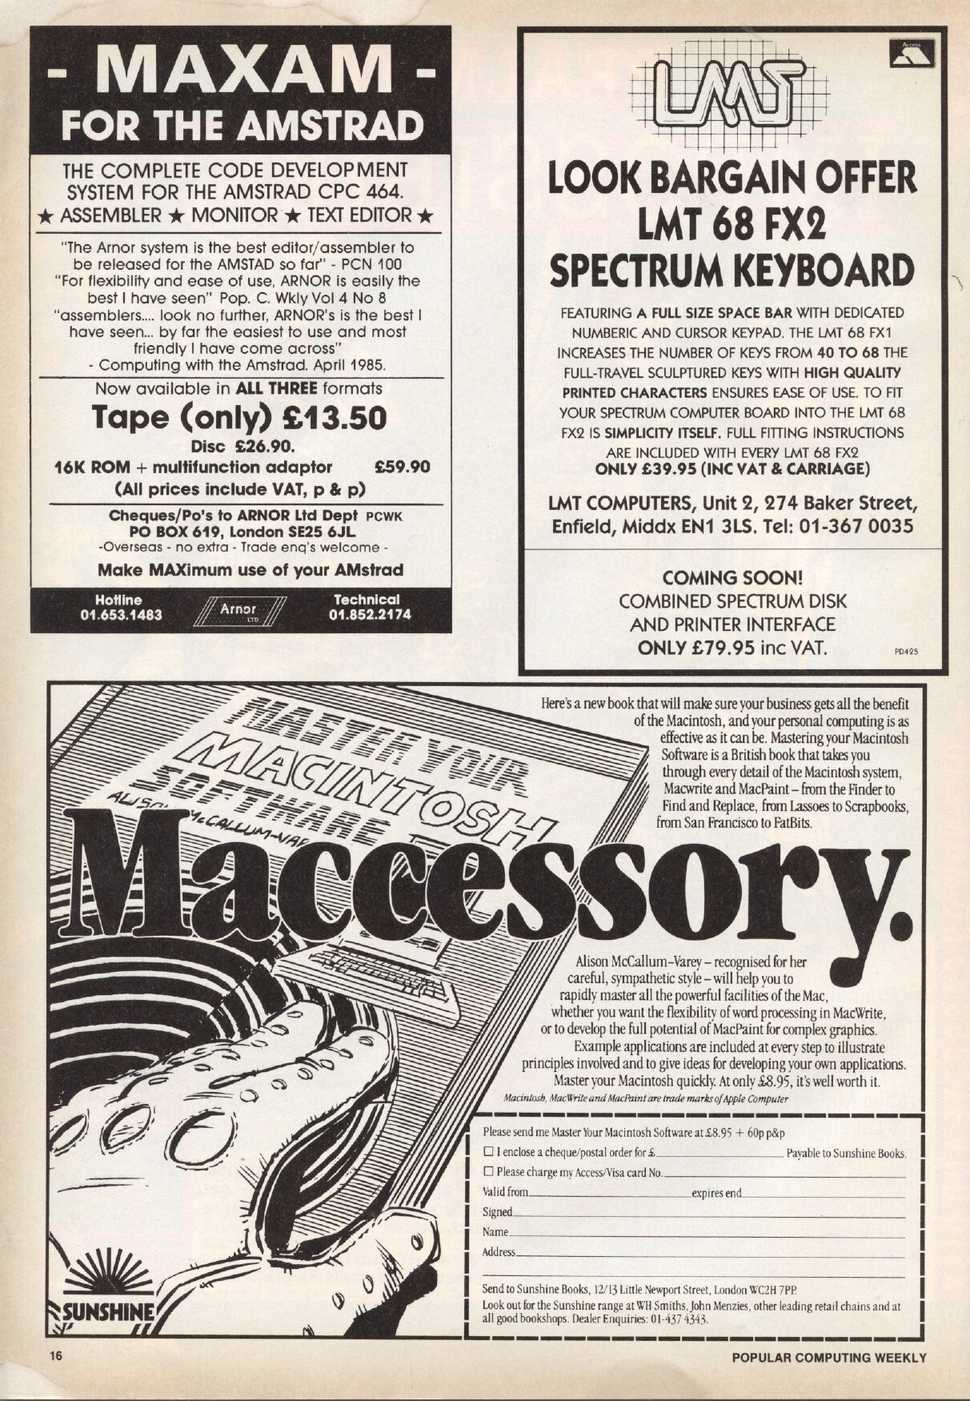 - MAXAM -
FOR THE AMSTRAD
THE COMPLETE CODE DEVELOPMENT
SYSTEM FOR THE AMSTRAD CPC 464.
★ ASSEMBLER ★ MONITOR ★ TEXT EDITOR ★
"The Arnor system is the best editor/assembler to
be released for the AMSTAD so far" - PCN 100
"For flexibility and ease of use, ARNOR is easily the
best I have seen" Pop. C. Wkly Vol 4 No 8
"assemblers.... look no further, ARNOR's is the best I
have seen... by far the easiest to use and most
friendly I have come across"
- Computing with the Amstrad. April 1985.
Now available in ALL THREE formats
Tape (only) £13.50
Disc £26.90.
16K ROM + multifunction adaptor £59.90
(All prices include VAT, p & p)
Cheques/Po's to ARNOR Ltd Dept PCWK
PO BOX 619, London SE25 6JL
-Overseas - no extra - Trade enq's welcome -
Make MAXimum use of your AMstrad
Hotline
01.653.1483
Arnor
LTD
Technical
01.852.2174
Access
LMT
LOOK BARGAIN OFFER
LMT 68 FX2
SPECTRUM KEYBOARD
FEATURING A FULL SIZE SPACE BAR WITH DEDICATED
NUMBERIC AND CURSOR KEYPAD. THE LMT 68 FX1
INCREASES THE NUMBER OF KEYS FROM 40 TO 68 THE
FULL-TRAVEL SCULPTURED KEYS WITH HIGH QUALITY
PRINTED CHARACTERS ENSURES EASE OF USE. TO FIT
YOUR SPECTRUM COMPUTER BOARD INTO THE LMT 68
FX2 IS SIMPLICITY ITSELF. FULL FITTING INSTRUCTIONS
ARE INCLUDED WITH EVERY LMT 68 FX2
ONLY £39.95 (INC VAT & CARRIAGE)
LMT COMPUTERS, Unit 2, 274 Baker Street,
Enfield, Middx EN1 3LS. Tel: 01-367 0035
COMING SOON!
COMBINED SPECTRUM DISK
AND PRINTER INTERFACE
ONLY £79.95 inc VAT.
PD425
MASTER YOUR
MACINTOSH
SOFTWARE
ALISON McCALLUM-VAREY
Here's a new book that will make sure your business gets all the benefit
of the Macintosh, and your personal computing is as
effective as it can be. Mastering your Macintosh
Software is a British book that takes you
through every detail of the Macintosh system,
Macwrite and MacPaint – from the Finder to
Find and Replace, from Lassoes to Scrapbooks,
from San Francisco to FatBits.
Maccessory.
Alison McCallum-Varey – recognised for her
careful, sympathetic style – will help you to
rapidly master all the powerful facilities of the Mac,
whether you want the flexibility of word processing in MacWrite,
or to develop the full potential of MacPaint for complex graphics.
Example applications are included at every step to illustrate
principles involved and to give ideas for developing your own applications.
Master your Macintosh quickly. At only £8.95, it's well worth it.
Macintosh, MacWrite and MacPaint are trade marks of Apple Computer
Please send me Master Your Macintosh Software at £8.95 + 60p p&p
☐ I enclose a cheque/postal order for £ Payable to Sunshine Books.
☐ Please charge my Access/Visa card No.
Valid from expires end
Signed
Name
Address
Send to Sunshine Books, 12/13 Little Newport Street, London WC2H 7PP.
Look out for the Sunshine range at WH Smiths, John Menzies, other leading retail chains and at
all good bookshops. Dealer Enquiries: 01-437 4343.
SUNSHINE
16
POPULAR COMPUTING WEEKLY